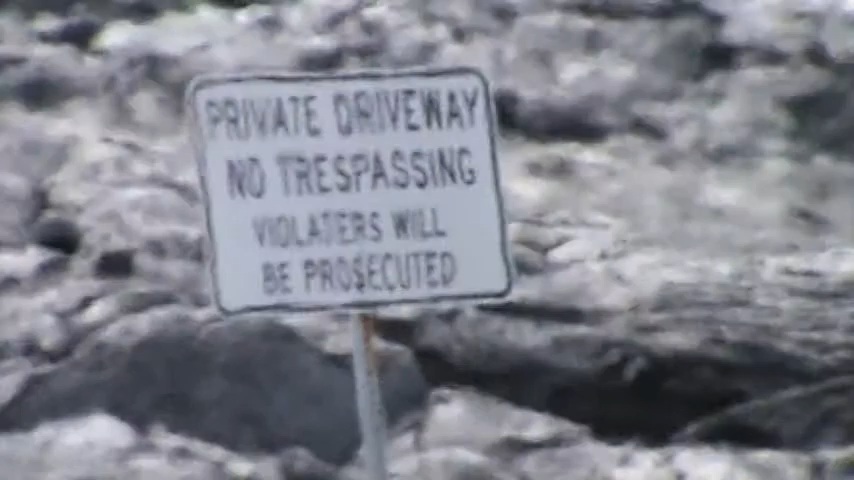 PRIVATE DRIVEWAY
NO TRESPASSING
VIOLATERS WILL
BE PROSECUTED